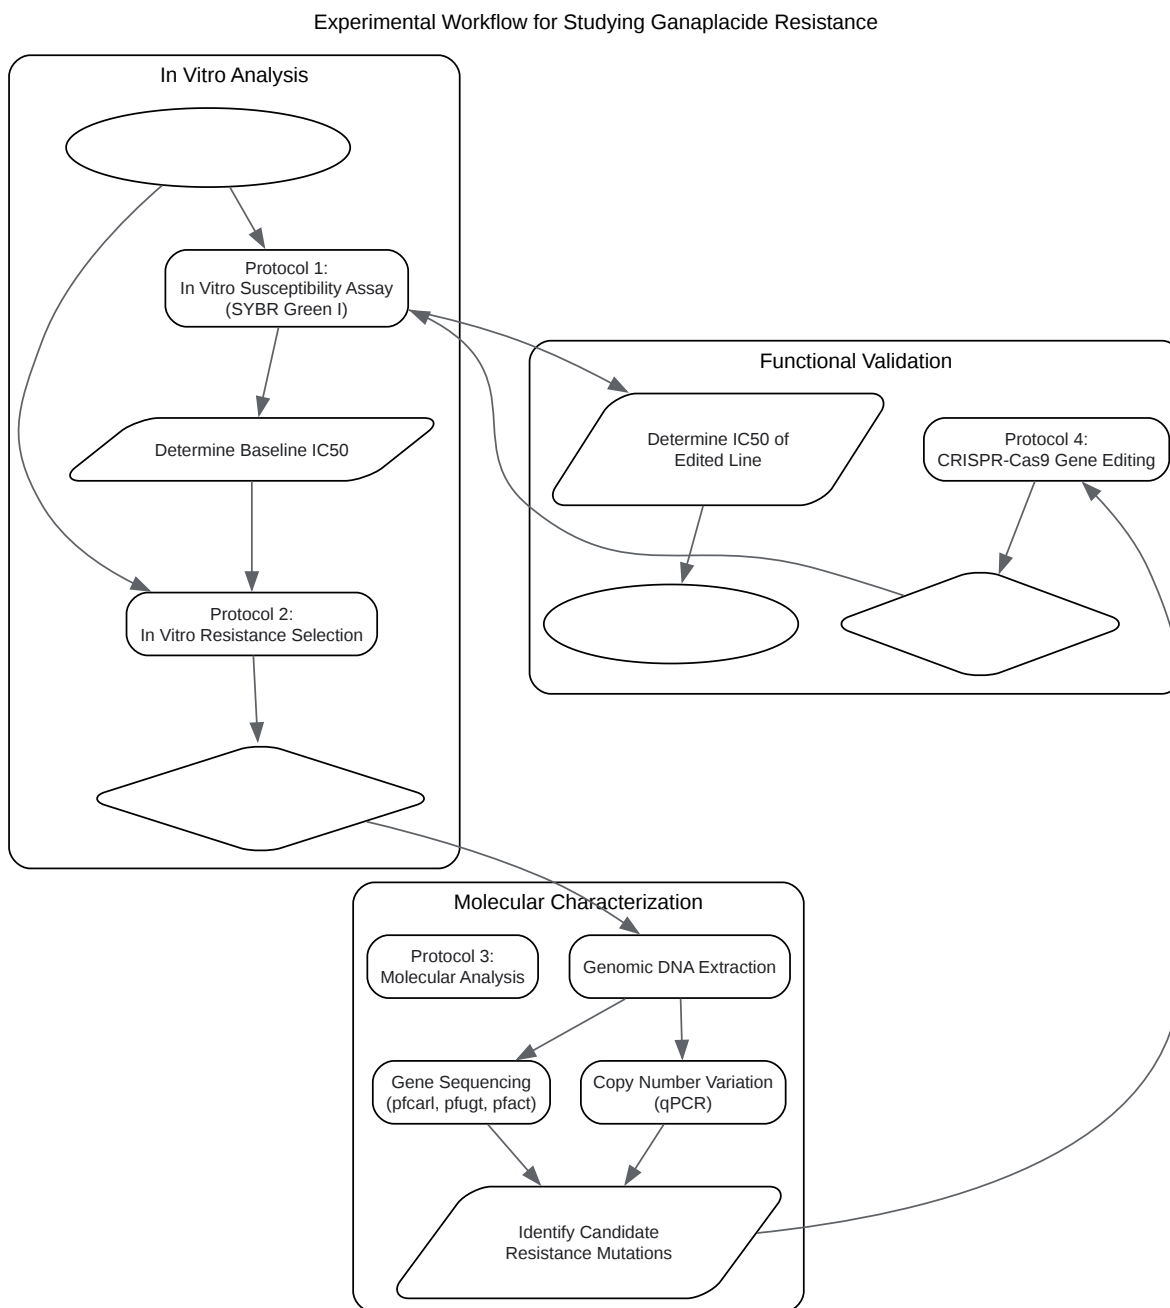 Experimental Workflow for Studying Ganaplacide Resistance
In Vitro Analysis
Protocol 1:
In Vitro Susceptibility Assay
(SYBR Green I)
Determine Baseline IC50
Protocol 2:
In Vitro Resistance Selection
Functional Validation
Determine IC50 of
Edited Line
Protocol 4:
CRISPR-Cas9 Gene Editing
Molecular Characterization
Protocol 3:
Molecular Analysis
Genomic DNA Extraction
Gene Sequencing
(pfcarl, pfugt, pfact)
Copy Number Variation
(qPCR)
Identify Candidate
Resistance Mutations